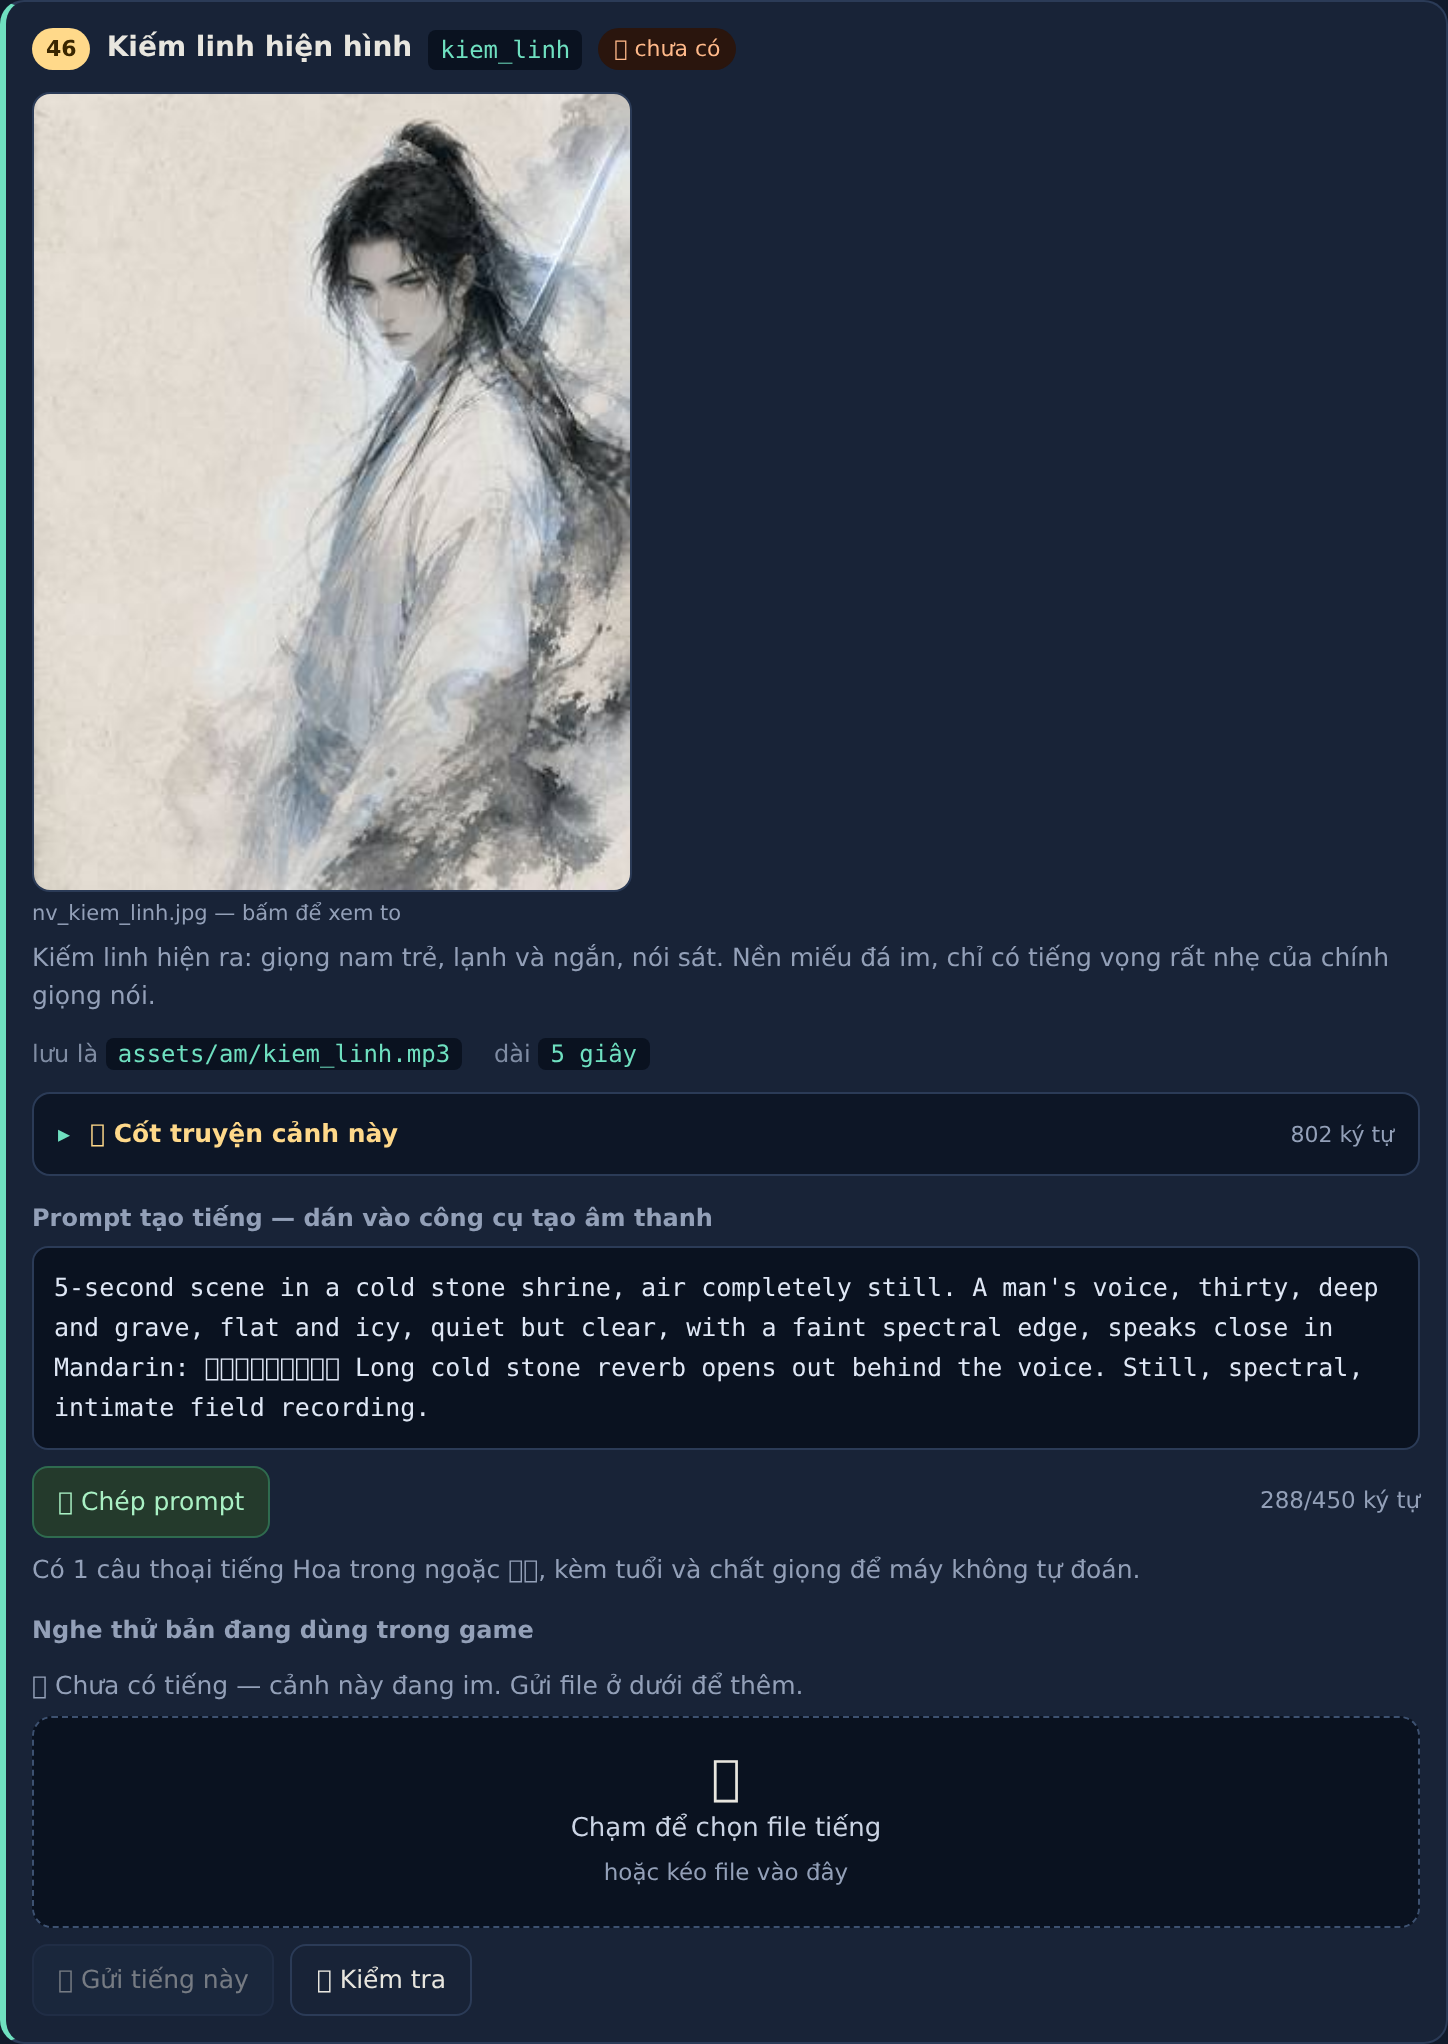 46 Kiếm linh hiện hình kiem_linh chưa có
nv_kiem_linh.jpg — bấm để xem to
Kiếm linh hiện ra: giọng nam trẻ, lạnh và ngắn, nói sát. Nền miếu đá im, chỉ có tiếng vọng rất nhẹ của chính
giọng nói.
lưu là assets/am/kiem_linh.mp3 dài 5 giây
▸ Cốt truyện cảnh này 802 ký tự
Prompt tạo tiếng — dán vào công cụ tạo âm thanh
5-second scene in a cold stone shrine, air completely still. A man's voice, thirty, deep
and grave, flat and icy, quiet but clear, with a faint spectral edge, speaks close in
Mandarin: Long cold stone reverb opens out behind the voice. Still, spectral,
intimate field recording.
Chép prompt 288/450 ký tự
Có 1 câu thoại tiếng Hoa trong ngoặc , kèm tuổi và chất giọng để máy không tự đoán.
Nghe thử bản đang dùng trong game
Chưa có tiếng — cảnh này đang im. Gửi file ở dưới để thêm.
Chạm để chọn file tiếng
hoặc kéo file vào đây
Gửi tiếng này Kiểm tra